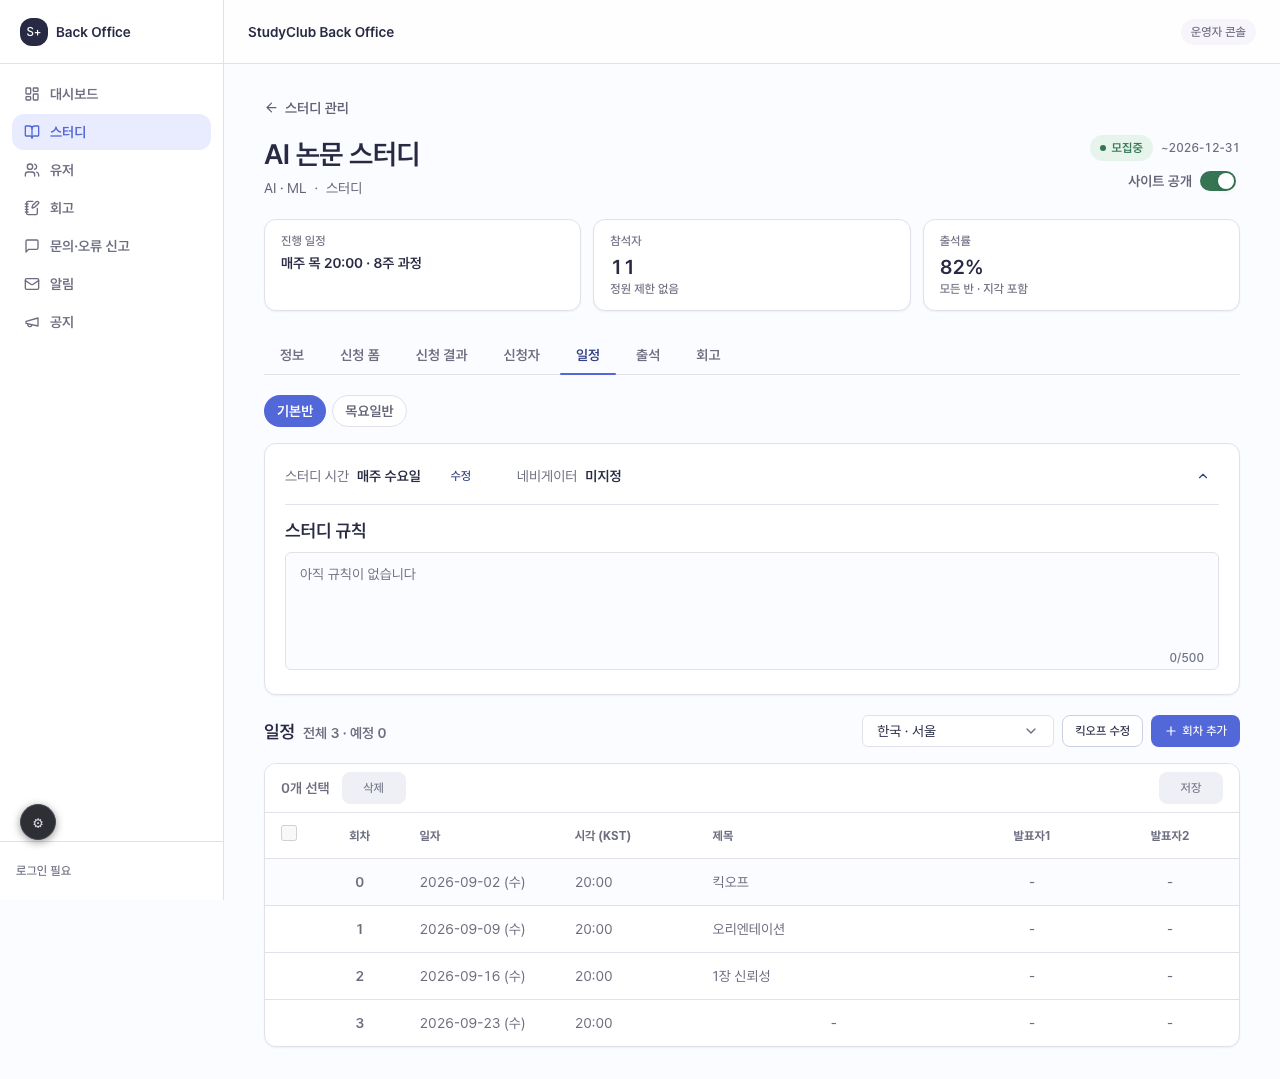 S+ Back Office
StudyClub Back Office
운영자 콘솔
대시보드
스터디
유저
회고
문의·오류 신고
알림
공지
로그인 필요
← 스터디 관리
AI 논문 스터디
AI · ML · 스터디
모집중 ~2026-12-31
사이트 공개
진행 일정
매주 목 20:00 · 8주 과정
참석자
11
정원 제한 없음
출석률
82%
모든 반 · 지각 포함
정보 신청 폼 신청 결과 신청자 일정 출석 회고
기본반 목요일반
스터디 시간 매주 수요일 수정 네비게이터 미지정
스터디 규칙
아직 규칙이 없습니다
0/500
일정 전체 3 · 예정 0
한국 · 서울
킥오프 수정
+ 회차 추가
0개 선택 삭제 저장
회차 일자 시각 (KST) 제목 발표자1 발표자2
0 2026-09-02 (수) 20:00 킥오프 - -
1 2026-09-09 (수) 20:00 오리엔테이션 - -
2 2026-09-16 (수) 20:00 1장 신뢰성 - -
3 2026-09-23 (수) 20:00 - - -